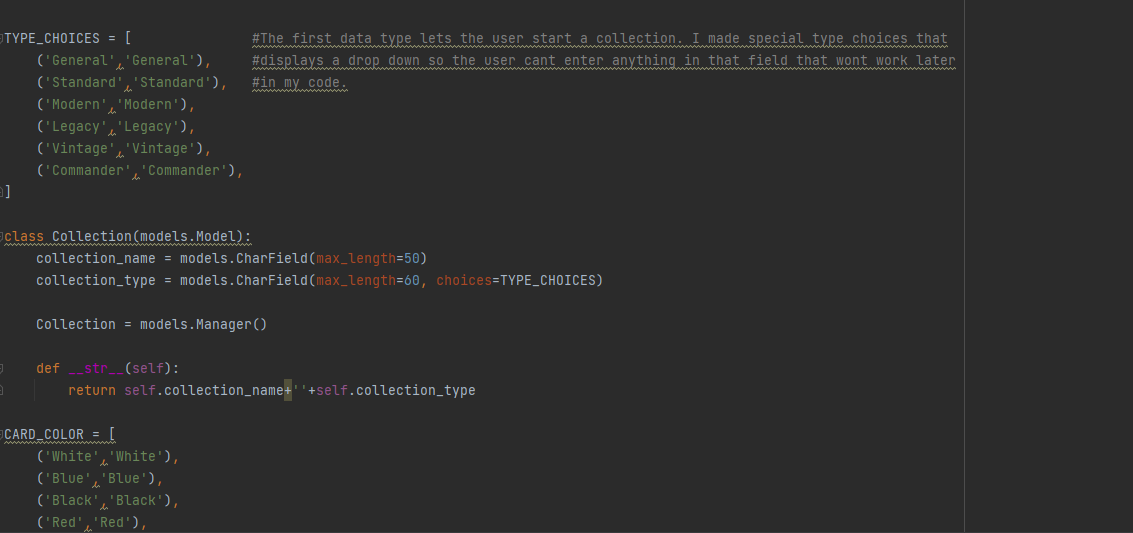 TYPE_CHOICES = [               #The first data type lets the user start a collection. I made special type choices that
    ('General','General'),     #displays a drop down so the user cant enter anything in that field that wont work later
    ('Standard','Standard'),   #in my code.
    ('Modern','Modern'),
    ('Legacy','Legacy'),
    ('Vintage','Vintage'),
    ('Commander','Commander'),
]
class Collection(models.Model):
    collection_name = models.CharField(max_length=50)
    collection_type = models.CharField(max_length=60, choices=TYPE_CHOICES)
    Collection = models.Manager()
    def __str__(self):
        return self.collection_name+''+self.collection_type
CARD_COLOR = [
    ('White','White'),
    ('Blue','Blue'),
    ('Black','Black'),
    ('Red','Red'),